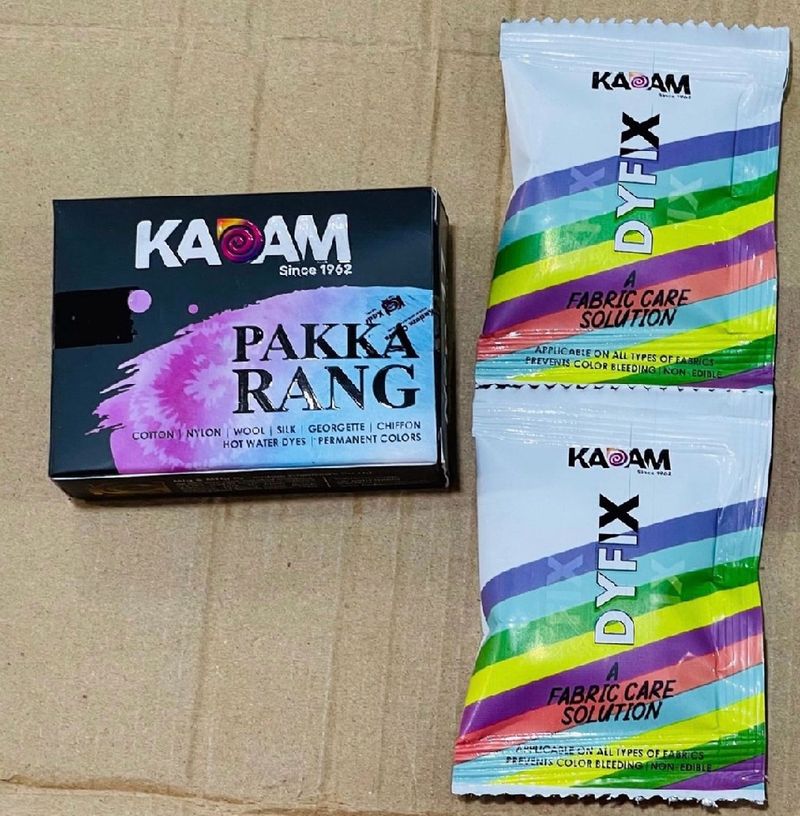 KADAM
Since 1962
PAKKA
RANG
COTTON | NYLON | WOOL | SILK | GEORGETTE | CHIFFON
HOT WATER DYES | PERMANENT COLORS
KADAM
Since 1962
DYFIX
A
FABRIC CARE
SOLUTION
APPLICABLE ON ALL TYPES OF FABRICS
PREVENTS COLOR BLEEDING | NON-EDIBLE
KADAM
Since 1962
DYFIX
A
FABRIC CARE
SOLUTION
APPLICABLE ON ALL TYPES OF FABRICS
PREVENTS COLOR BLEEDING | NON-EDIBLE